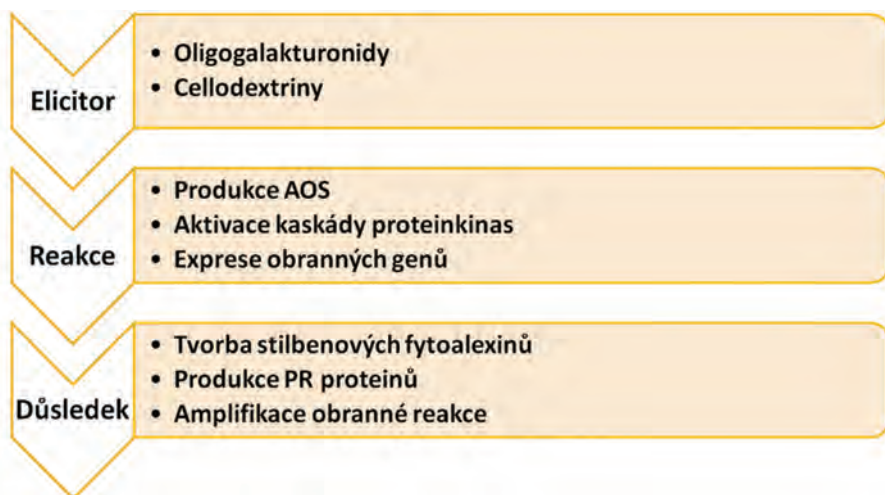 Elicitor
• Oligogalakturonidy
• Cellodextriny
Reakce
• Produkce AOS
• Aktivace kaskády proteinkinas
• Exprese obranných genů
Důsledek
• Tvorba stilbenových fytoalexinů
• Produkce PR proteinů
• Amplifikace obranné reakce